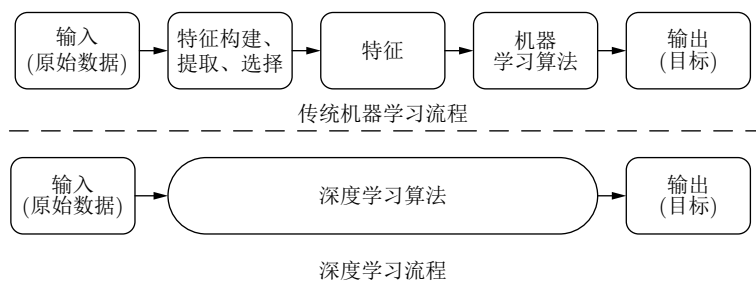 输入
(原始数据)
特征构建、
提取、选择
特征
机器
学习算法
输出
(目标)
传统机器学习流程
输入
(原始数据)
深度学习算法
输出
(目标)
深度学习流程